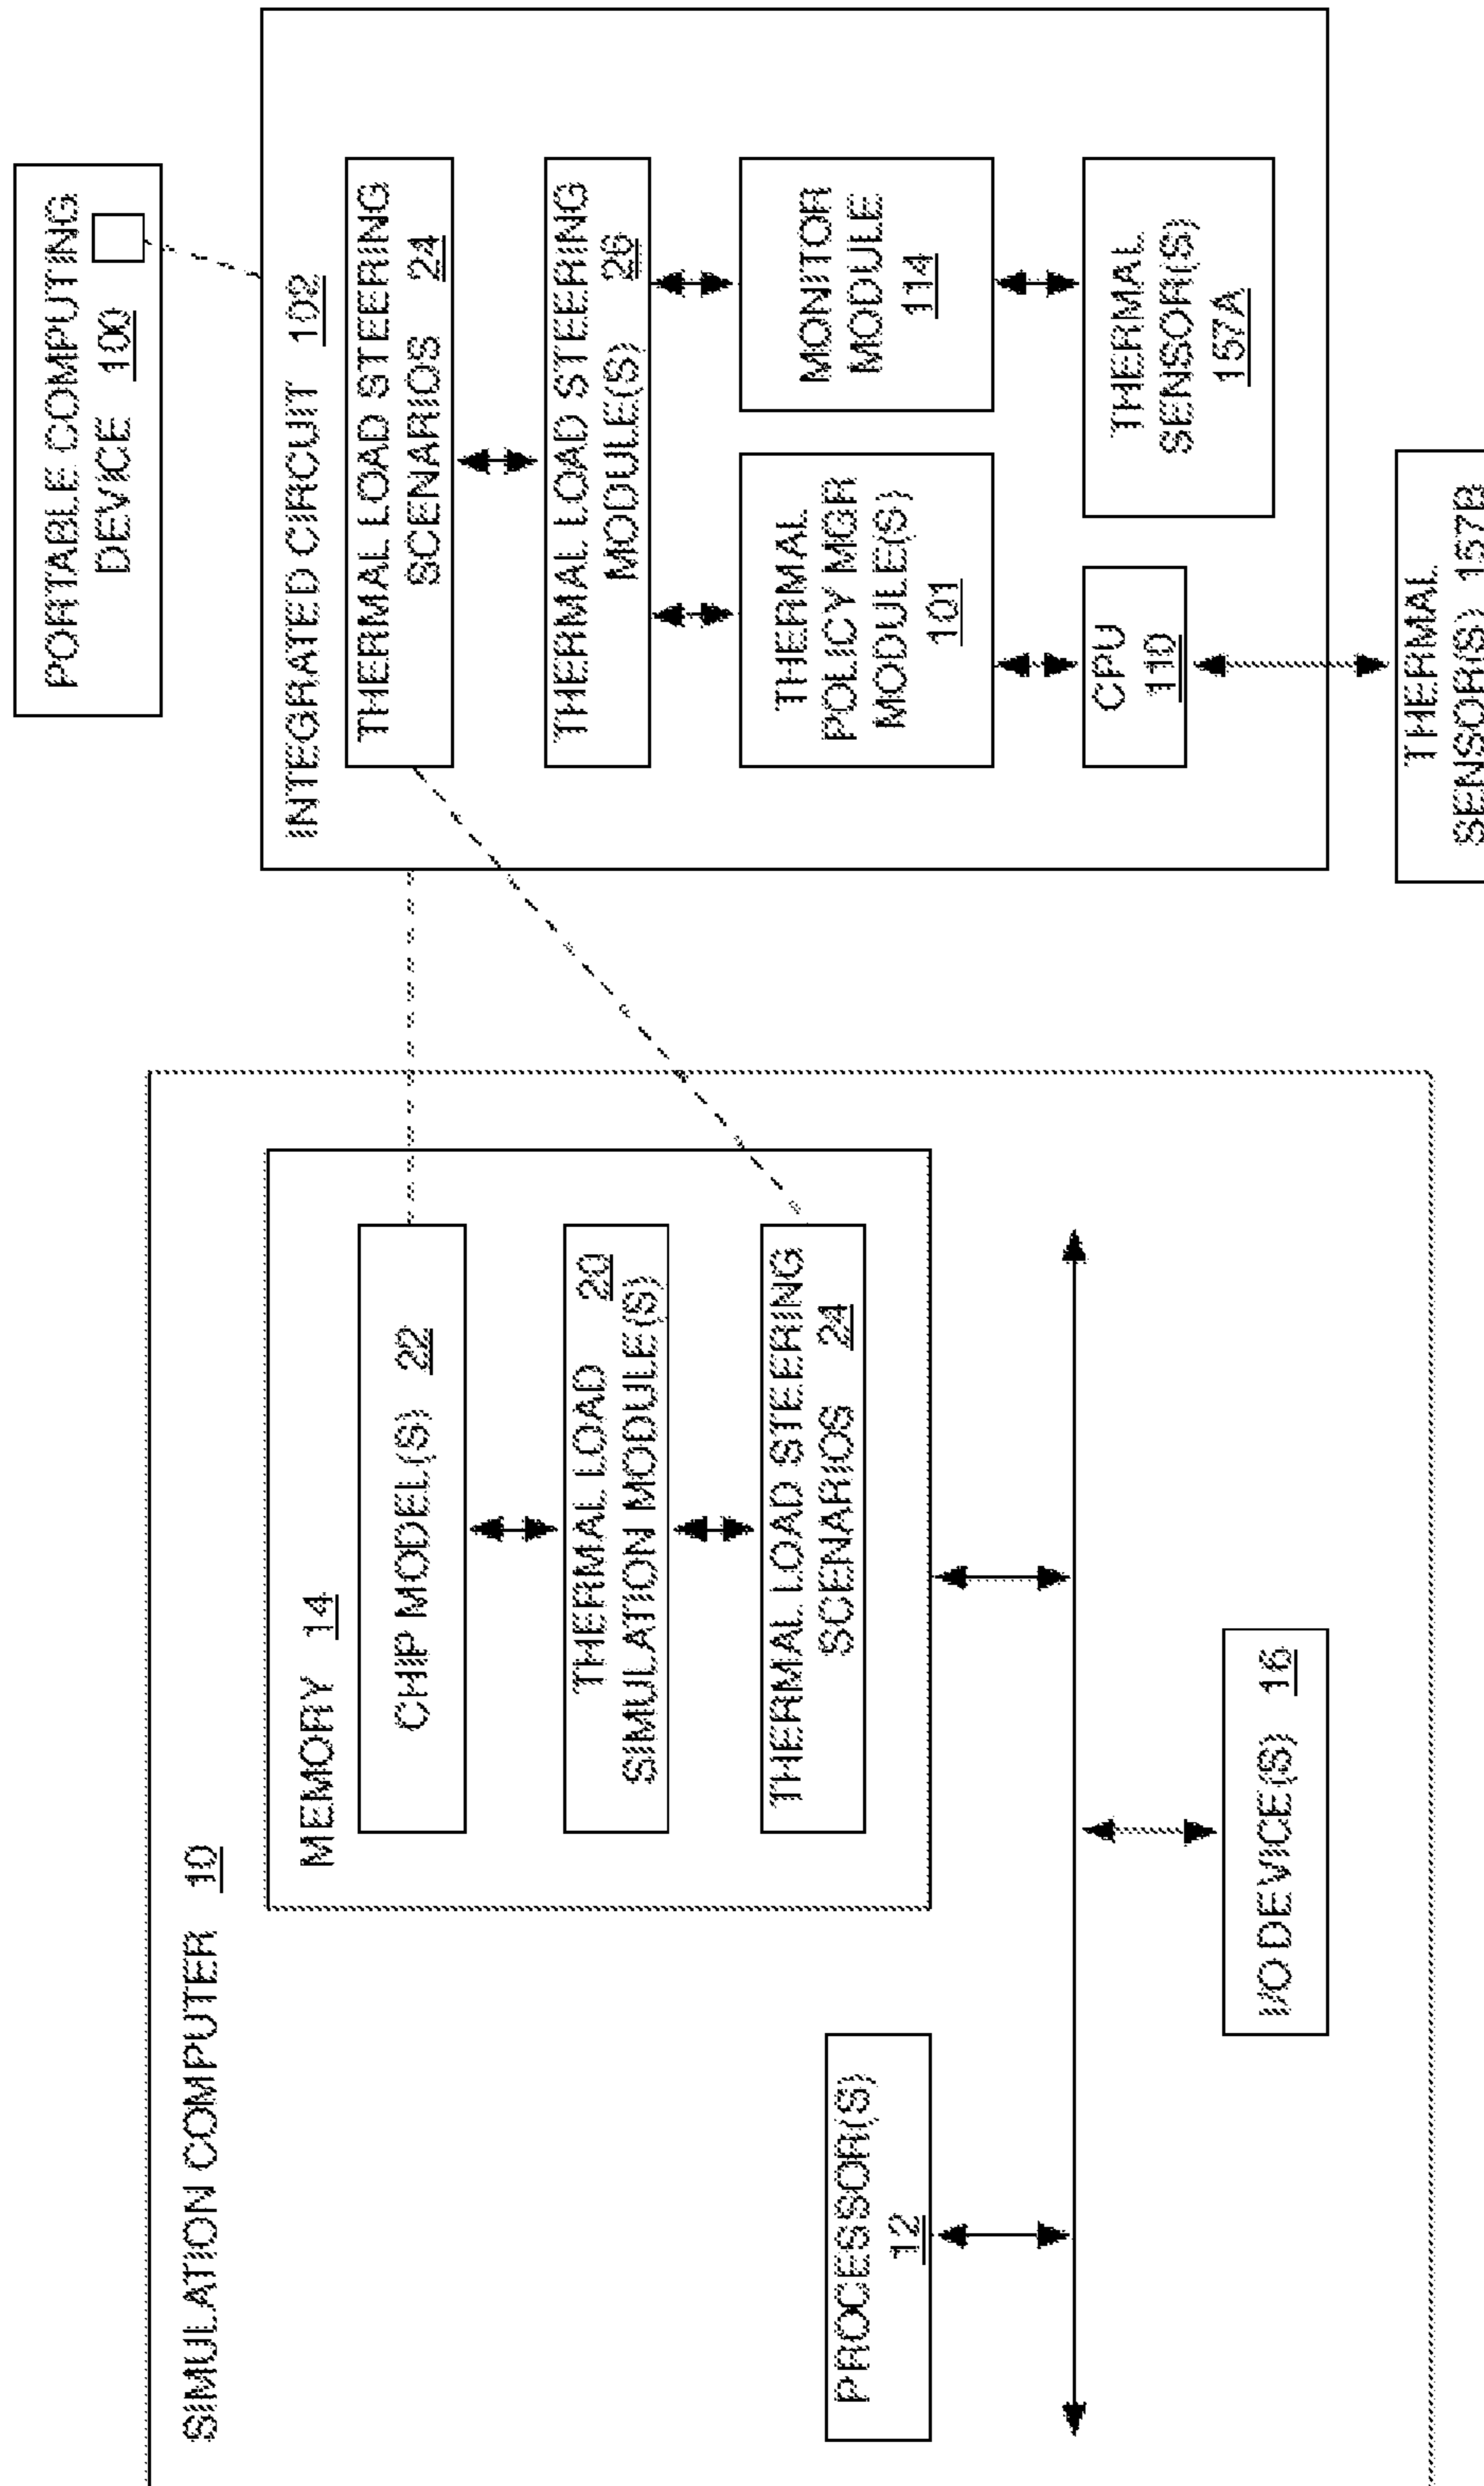 SIMULATION COMPUTER 10
MEMORY 14
CHIP MODEL(S) 22
THERMAL LOAD 20
SIMULATION MODULE(S)
THERMAL LOAD STEERING
SCENARIOS 24
PROCESSOR(S)
12
I/O DEVICE(S) 16
PORTABLE COMPUTING
DEVICE 100
INTEGRATED CIRCUIT 102
THERMAL LOAD STEERING
SCENARIOS 24
THERMAL LOAD STEERING
MODULE(S) 26
THERMAL
POLICY MGR
MODULE(S)
101
MONITOR
MODULE
114
CPU
110
THERMAL
SENSOR(S)
157A
THERMAL
SENSOR(S) 157B